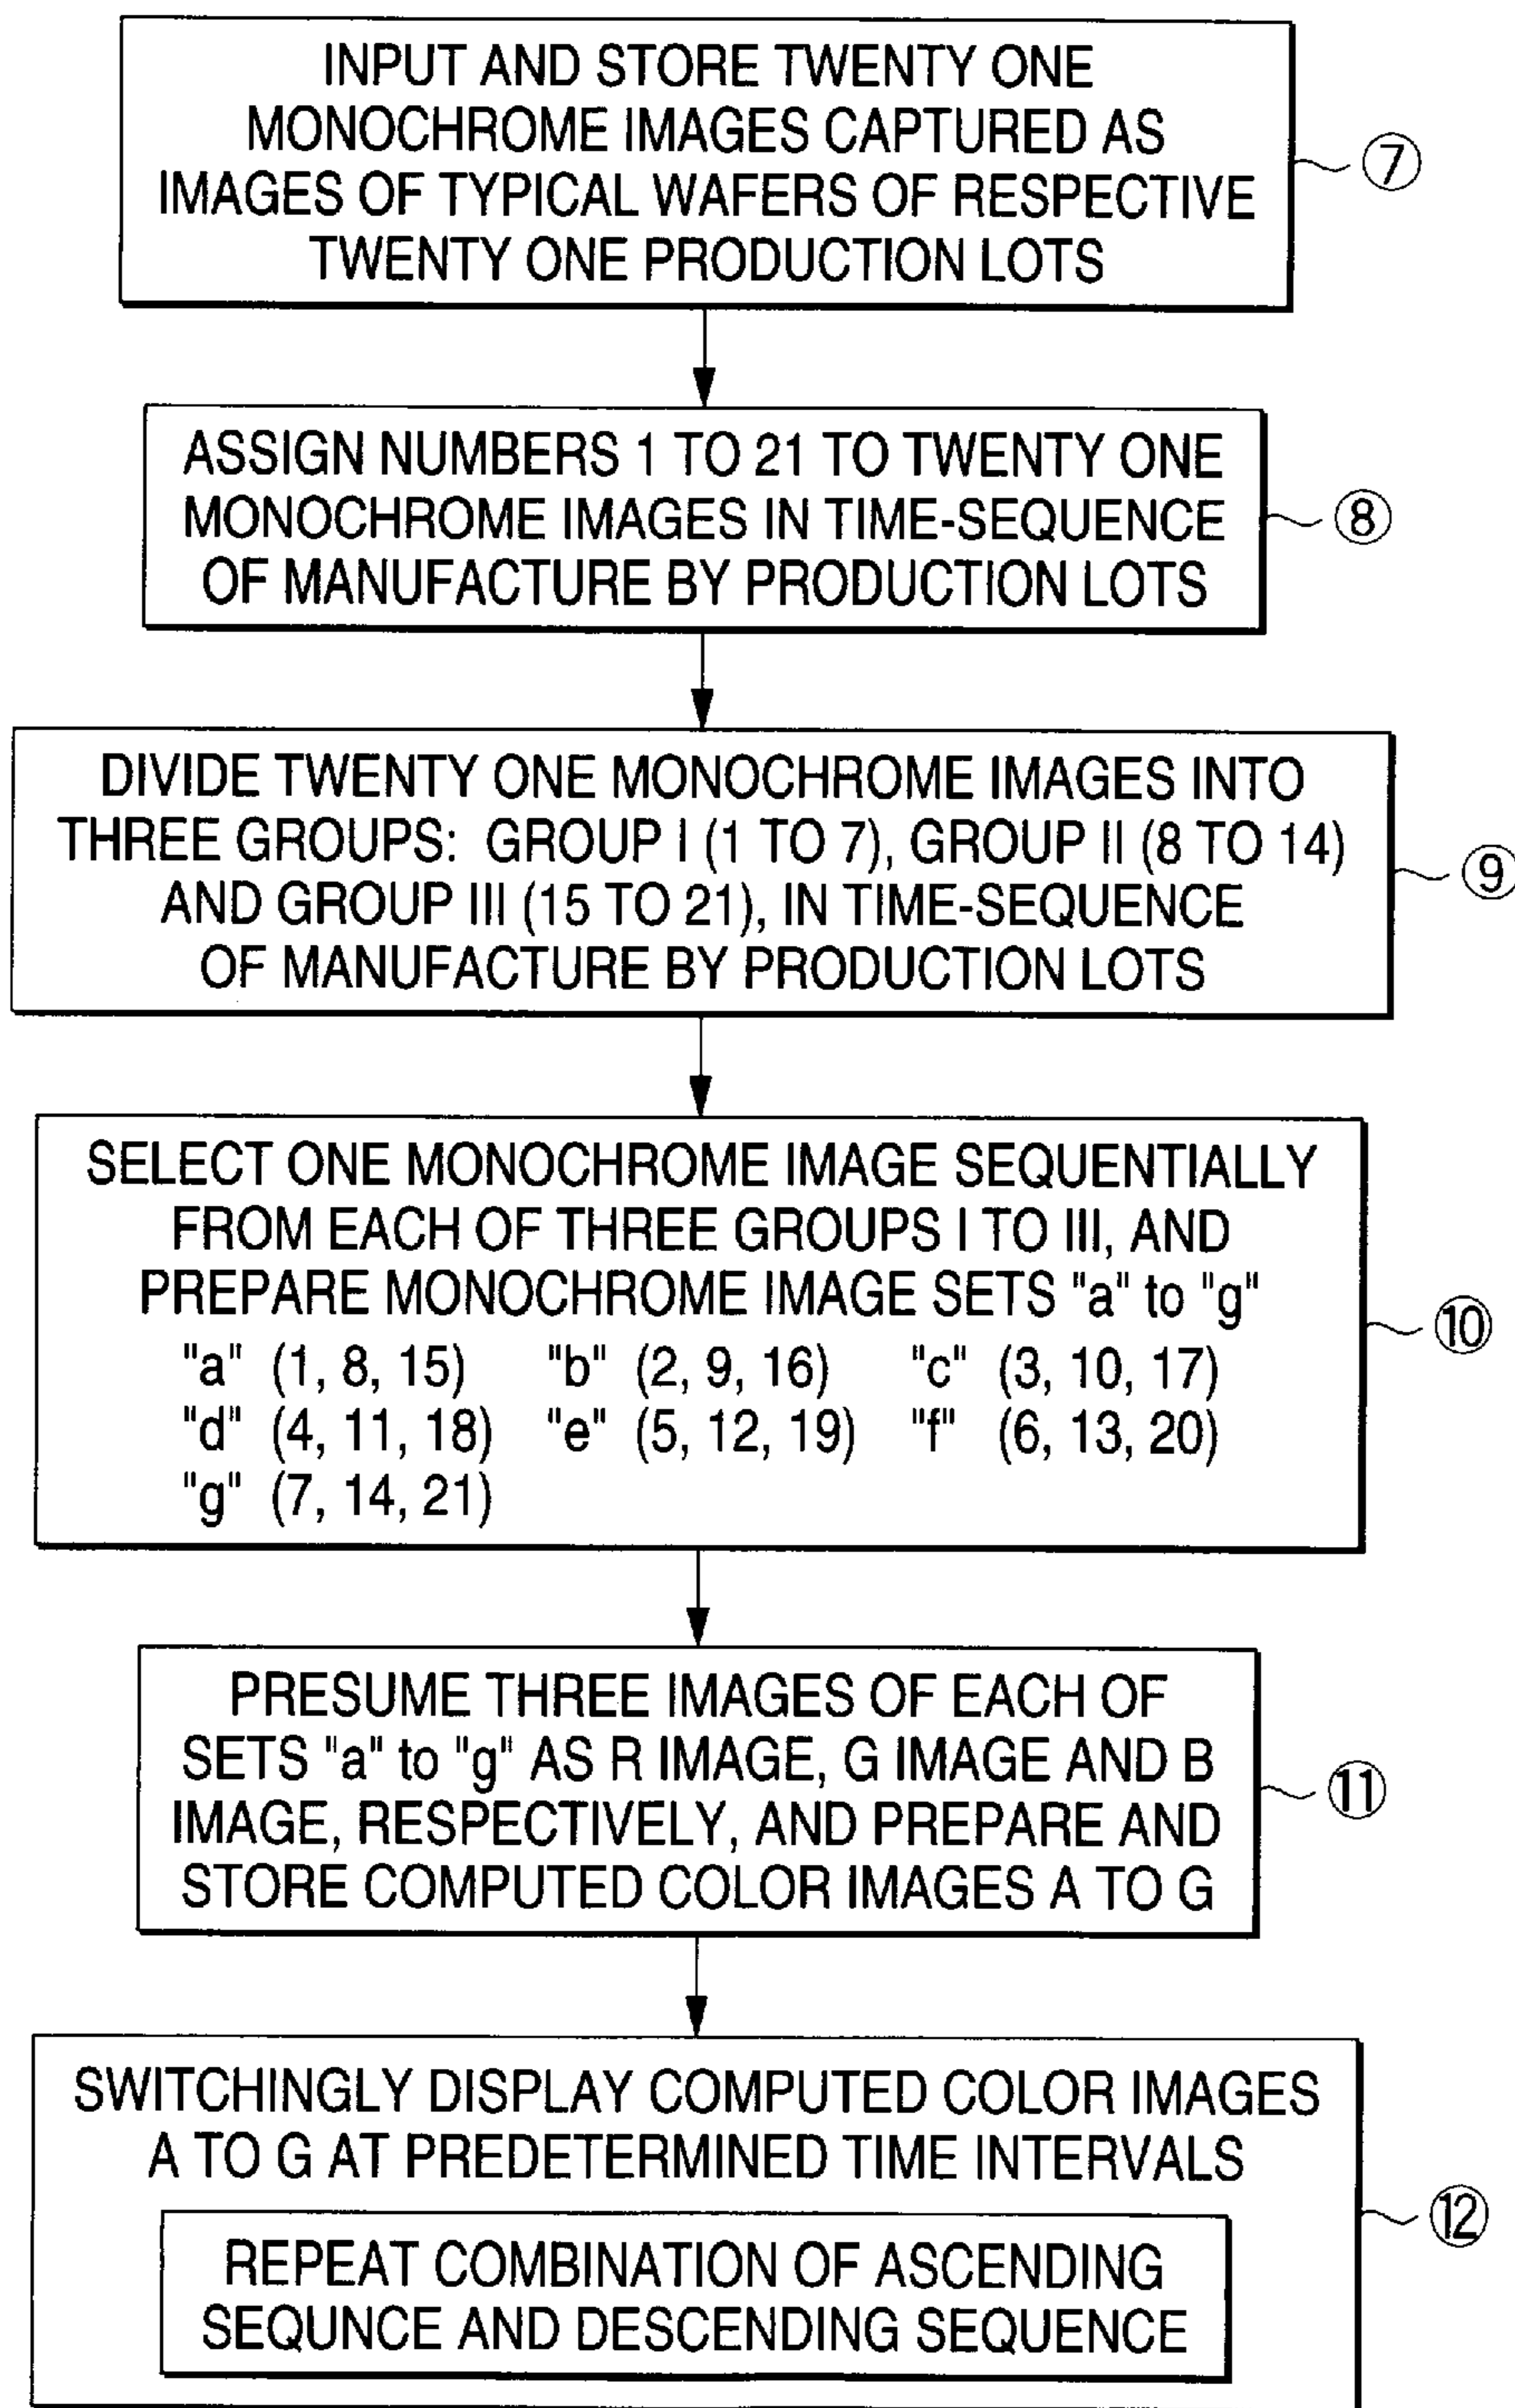 INPUT AND STORE TWENTY ONE
MONOCHROME IMAGES CAPTURED AS
IMAGES OF TYPICAL WAFERS OF RESPECTIVE
TWENTY ONE PRODUCTION LOTS
⑦
ASSIGN NUMBERS 1 TO 21 TO TWENTY ONE
MONOCHROME IMAGES IN TIME-SEQUENCE
OF MANUFACTURE BY PRODUCTION LOTS
⑧
DIVIDE TWENTY ONE MONOCHROME IMAGES INTO
THREE GROUPS: GROUP I (1 TO 7), GROUP II (8 TO 14)
AND GROUP III (15 TO 21), IN TIME-SEQUENCE
OF MANUFACTURE BY PRODUCTION LOTS
⑨
SELECT ONE MONOCHROME IMAGE SEQUENTIALLY
FROM EACH OF THREE GROUPS I TO III, AND
PREPARE MONOCHROME IMAGE SETS "a" to "g"
"a" (1, 8, 15) "b" (2, 9, 16) "c" (3, 10, 17)
"d" (4, 11, 18) "e" (5, 12, 19) "f" (6, 13, 20)
"g" (7, 14, 21)
⑩
PRESUME THREE IMAGES OF EACH OF
SETS "a" to "g" AS R IMAGE, G IMAGE AND B
IMAGE, RESPECTIVELY, AND PREPARE AND
STORE COMPUTED COLOR IMAGES A TO G
⑪
SWITCHINGLY DISPLAY COMPUTED COLOR IMAGES
A TO G AT PREDETERMINED TIME INTERVALS
⑫
REPEAT COMBINATION OF ASCENDING
SEQUNCE AND DESCENDING SEQUENCE